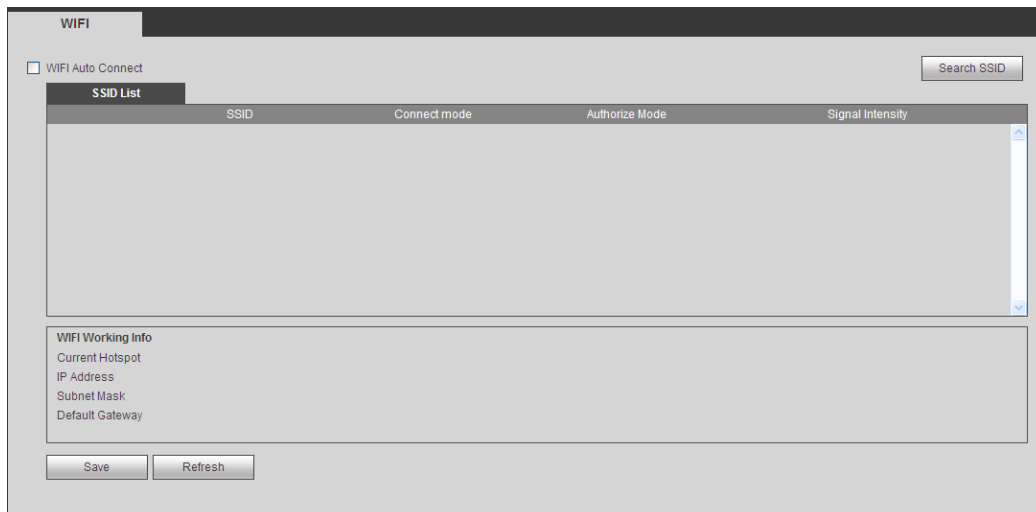 WIFI
WIFI Auto Connect
Search SSID
SSID List
SSID Connect mode Authorize Mode Signal Intensity
WIFI Working Info
Current Hotspot
IP Address
Subnet Mask
Default Gateway
Save Refresh